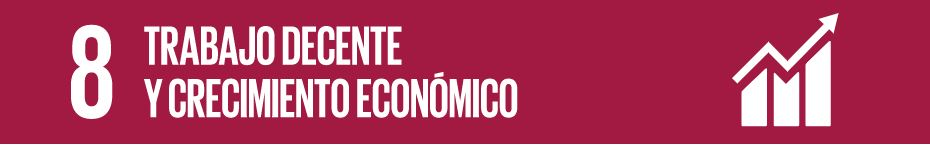 8
TRABAJO DECENTE
Y CRECIMIENTO ECONÓMICO